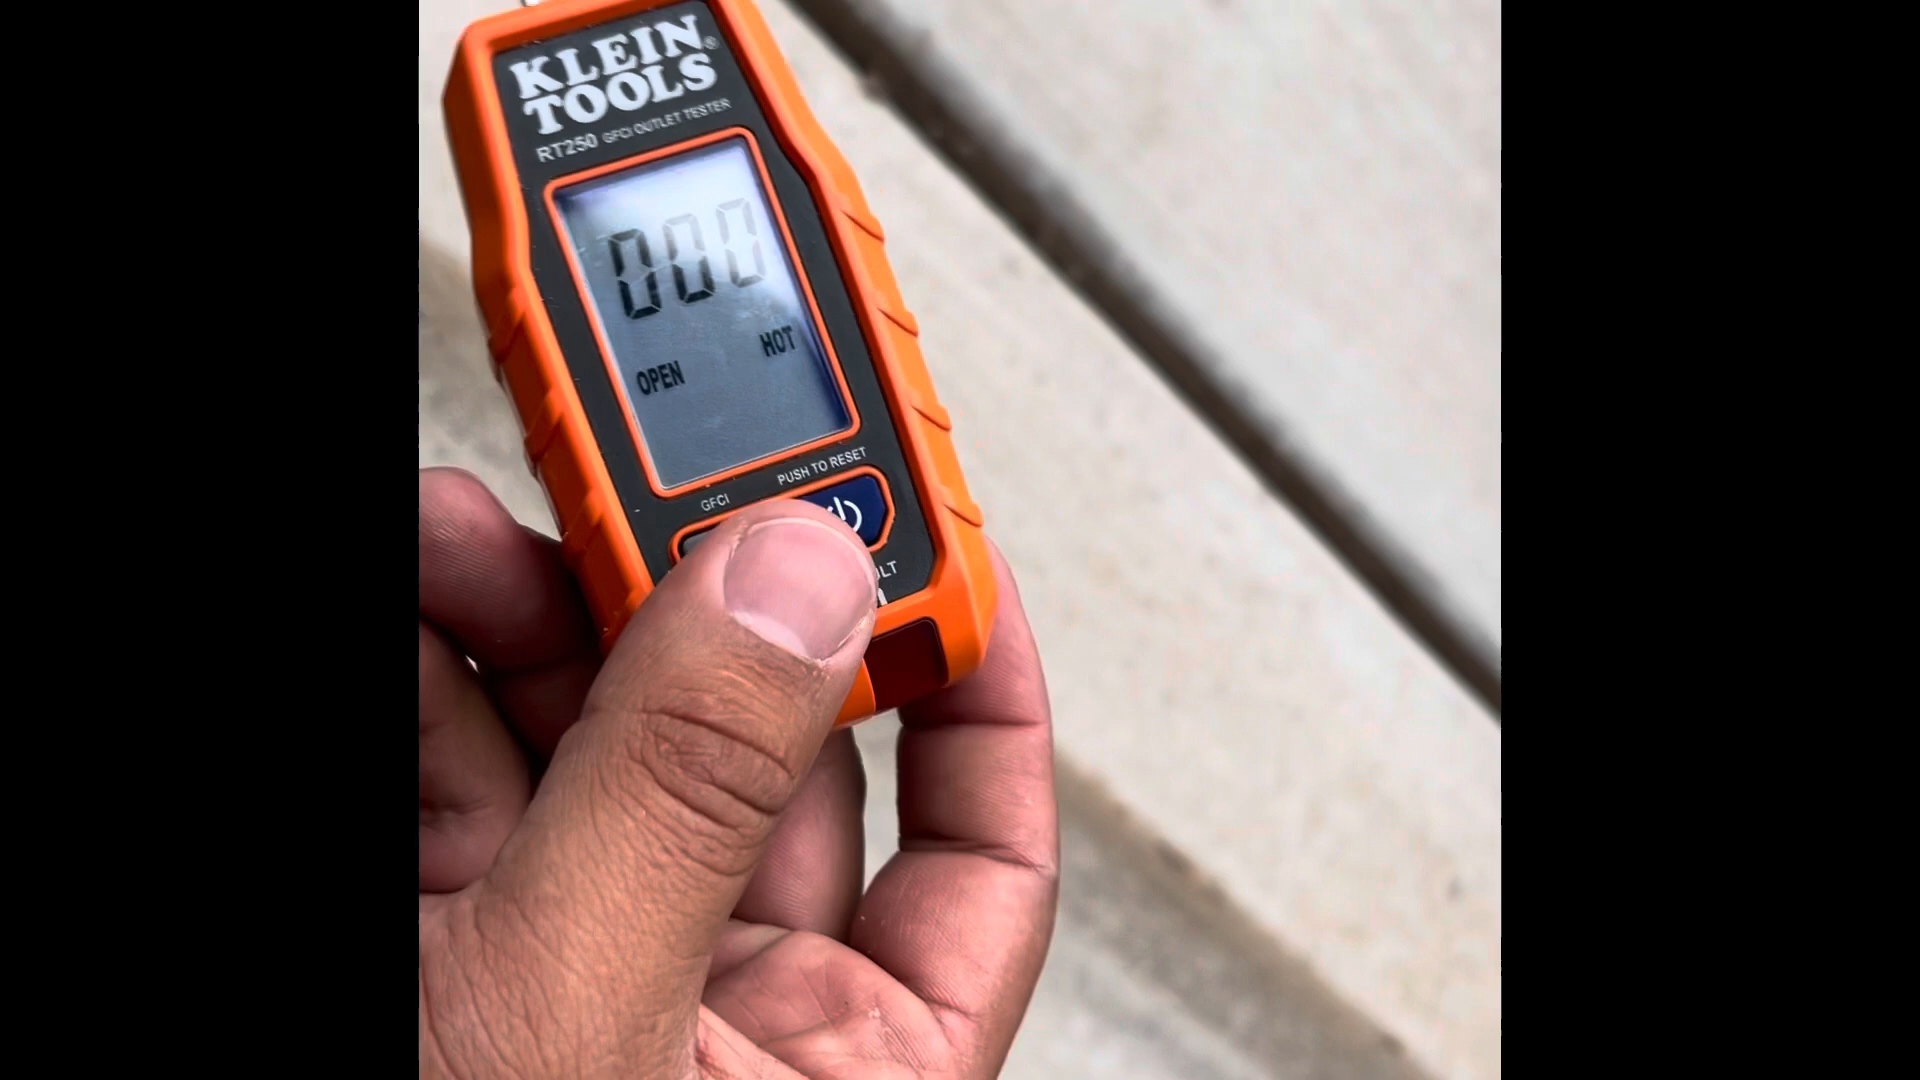 KLEIN®
TOOLS
RT250 GFCI OUTLET TESTER
000
HOT
OPEN
PUSH TO RESET
GFCI